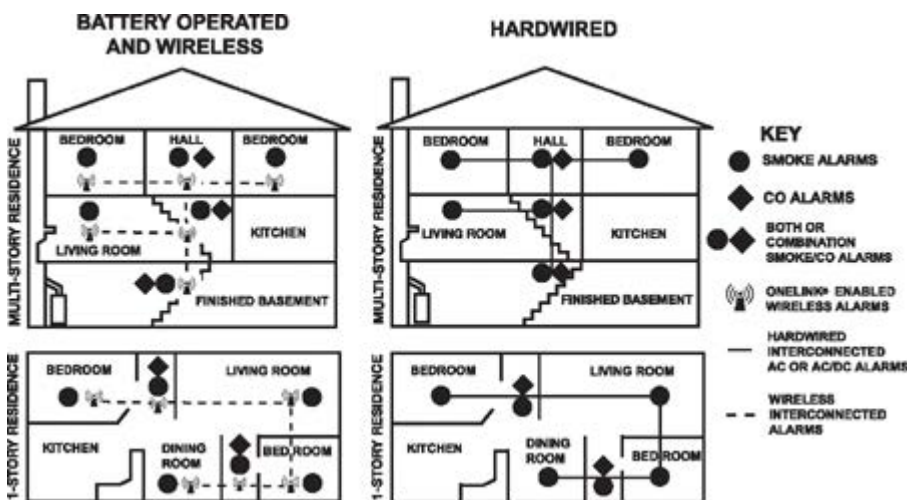 BATTERY OPERATED
AND WIRELESS
HARDWIRED
MULTI-STORY RESIDENCE
BEDROOM
HALL
BEDROOM
LIVING ROOM
KITCHEN
FINISHED BASEMENT
MULTI-STORY RESIDENCE
BEDROOM
HALL
BEDROOM
LIVING ROOM
KITCHEN
FINISHED BASEMENT
KEY
SMOKE ALARMS
CO ALARMS
BOTH OR
COMBINATION
SMOKE/CO ALARMS
ONELINK® ENABLED
WIRELESS ALARMS
HARDWIRED
INTERCONNECTED
AC OR AC/DC ALARMS
WIRELESS
INTERCONNECTED
ALARMS
1-STORY RESIDENCE
BEDROOM
LIVING ROOM
KITCHEN
DINING
ROOM
BEDROOM
1-STORY RESIDENCE
BEDROOM
LIVING ROOM
KITCHEN
DINING
ROOM
BEDROOM